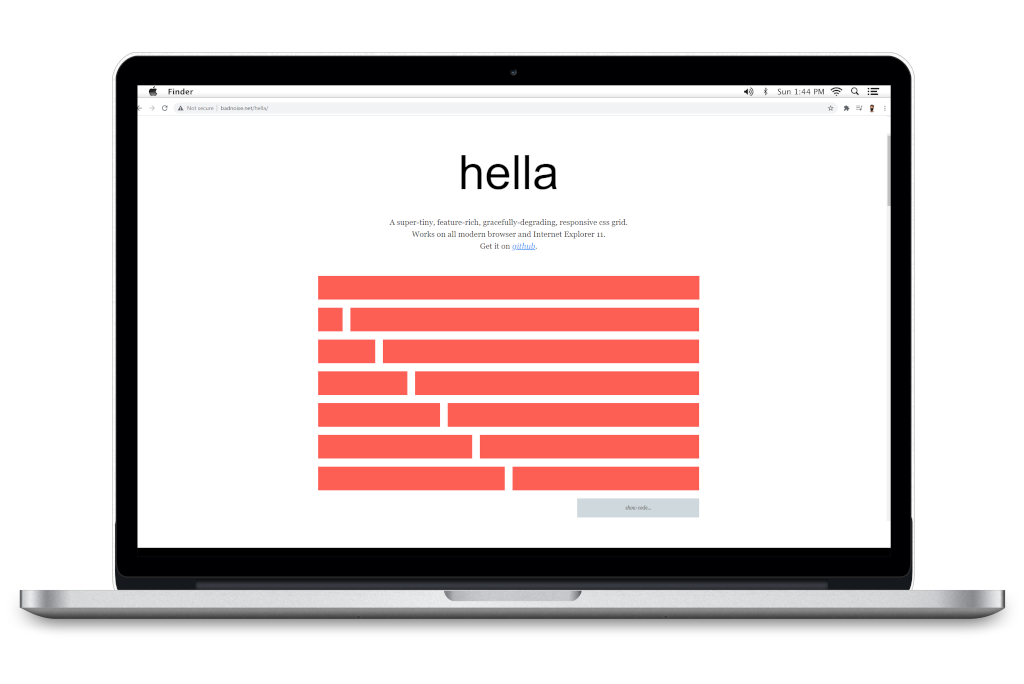 Finder
Sun 1:44 PM
Not secure | badnoise.net/hella/
hella
A super-tiny, feature-rich, gracefully-degrading, responsive css grid.
Works on all modern browser and Internet Explorer 11.
Get it on github.
show code...